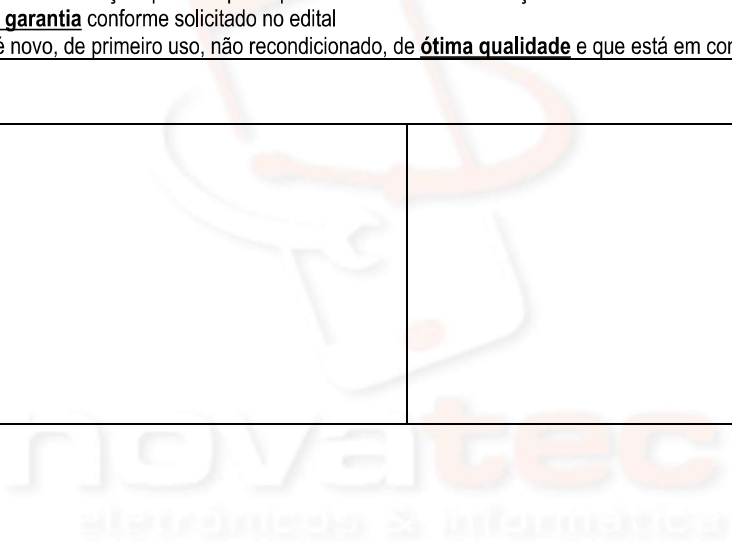 garantia conforme solicitado no edital
é novo, de primeiro uso, não recondicionado, de ótima qualidade e que está em
novatec
eletrônicos & informática